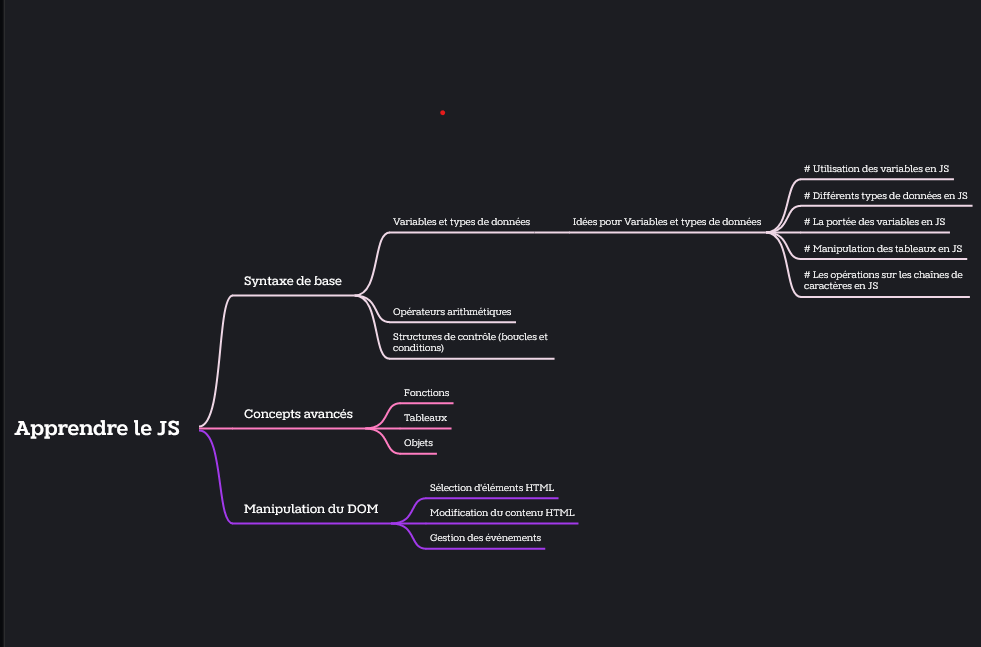 Apprendre le JS
Syntaxe de base
Variables et types de données
Idées pour Variables et types de données
# Utilisation des variables en JS
# Différents types de données en JS
# La portée des variables en JS
# Manipulation des tableaux en JS
# Les opérations sur les chaînes de
caractères en JS
Opérateurs arithmétiques
Structures de contrôle (boucles et
conditions)
Concepts avancés
Fonctions
Tableaux
Objets
Manipulation du DOM
Sélection d'éléments HTML
Modification du contenu HTML
Gestion des événements